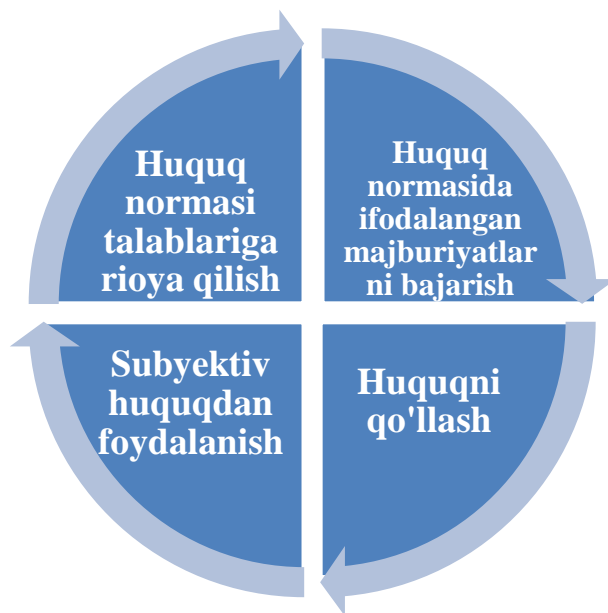 Huquq
normasi
talablariga
rioya qilish
Huquq
normasida
ifodalangan
majburiyatlar
ni bajarish
Subyektiv
huquqdan
foydalanish
Huquqni
qo'llash